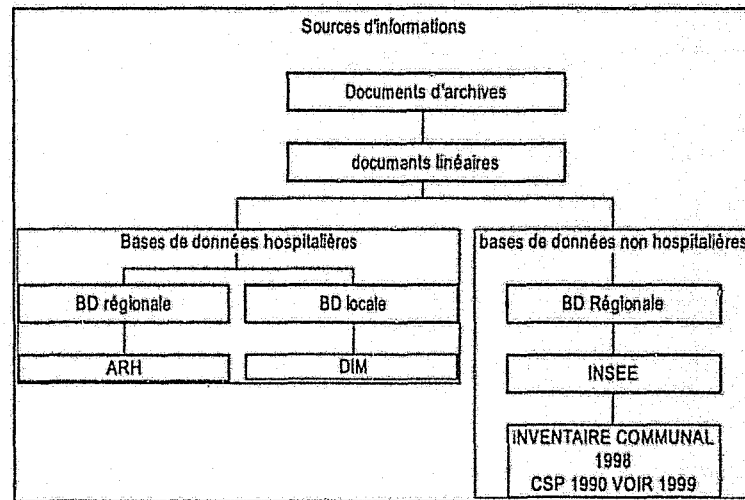 Sources d'informations
Documents d'archives
documants linéaires
Bases de données hospitalières
bases de données non hospitalières
BD régionale
BD locale
BD Régionale
ARH
DIM
INSEE
INVENTAIRE COMMUNAL
1998
CSP 1990 VOIR 1999